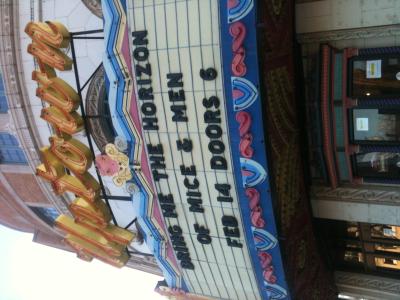 BRING ME THE HORIZON
OF MICE & MEN
FEB 14 DOORS 6